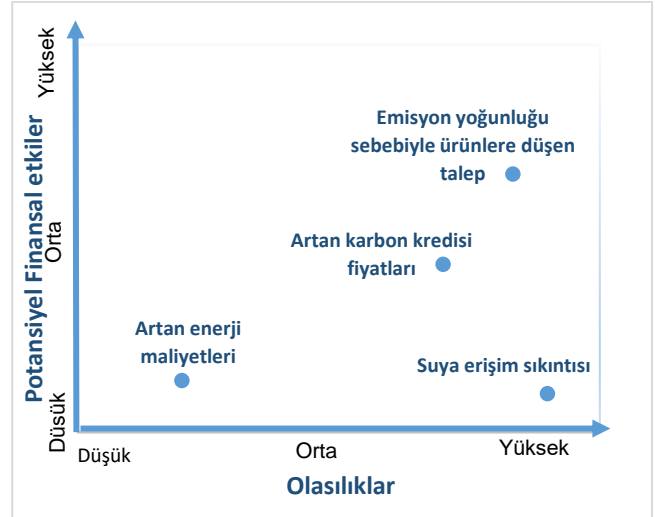 Yüksek
Orta
Düsük
Potansiyel Finansal etkiler
Emisyon yoğunluğu
sebebiyle ürünlere düşen
talep
Artan karbon kredisi
fiyatları
Artan enerji
maliyetleri
Suya erişim sıkıntısı
Düşük
Orta
Yüksek
Olasılıklar